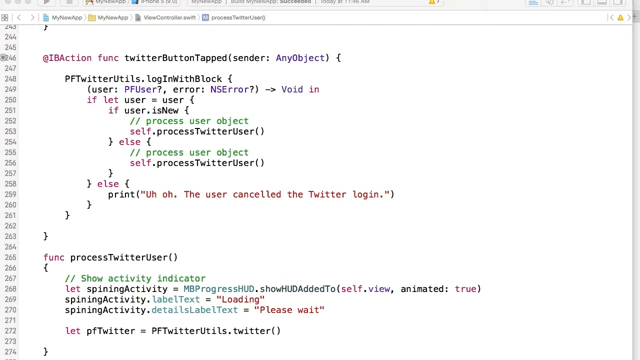 MyNewApp
iPhone 5 (9.0)
MyNewApp
Build MyNewApp: Succeeded
Today at 11:46 AM
MyNewApp
MyNewApp
ViewController.swift
processTwitterUser()
243 }
244
245
246 @IBAction func twitterButtonTapped(sender: AnyObject) {
247
248 PFTwitterUtils.logInWithBlock {
249 (user: PFUser?, error: NSError?) -> Void in
250 if let user = user {
251 if user.isNew {
252 // process user object
253 self.processTwitterUser()
254 } else {
255 // process user object
256 self.processTwitterUser()
257 }
258 } else {
259 print("Uh oh. The user cancelled the Twitter login.")
260 }
261 }
262
263 }
264
265 func processTwitterUser()
266 {
267 // Show activity indicator
268 let spiningActivity = MBProgressHUD.showHUDAddedTo(self.view, animated: true)
269 spiningActivity.labelText = "Loading"
270 spiningActivity.detailsLabelText = "Please wait"
271
272 let pfTwitter = PFTwitterUtils.twitter()
273
274 }